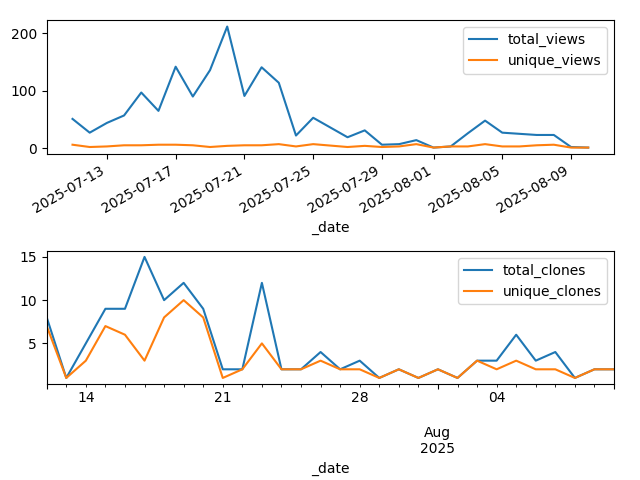 200
100
0
total_views
unique_views
2025-07-13
2025-07-17
2025-07-21
2025-07-25
2025-07-29
2025-08-01
2025-08-05
2025-08-09
_date
15
10
5
total_clones
unique_clones
14
21
28
04
Aug
2025
_date